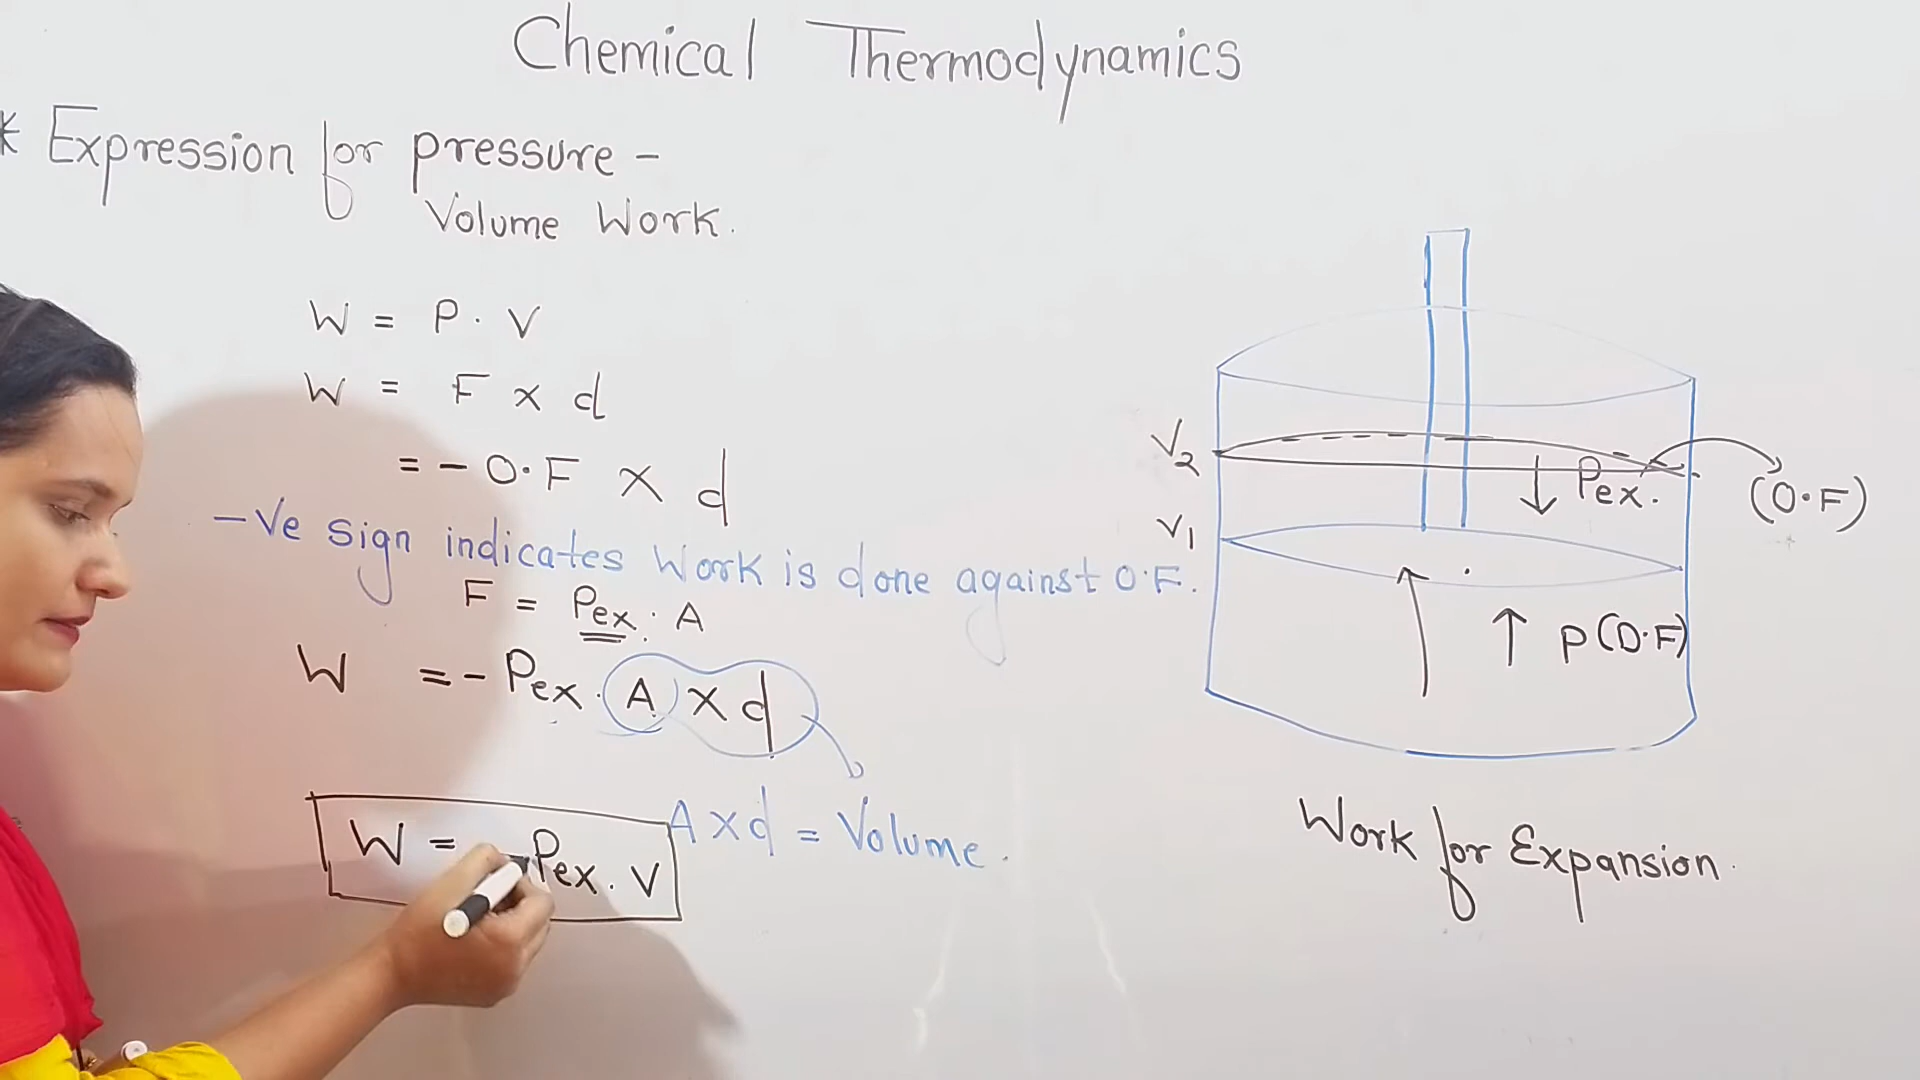 Chemical Thermodynamics
* Expression for pressure -
Volume Work.
W = P. V
W = F x d
= - O.F x d
-Ve sign indicates Work is done against O.F.
F = Pex. A
W = - Pex . A x d
A x d = Volume.
W = - Pex. V
V2
Pex.
(O.F)
V1
↑ P(D.F)
Work for Expansion.